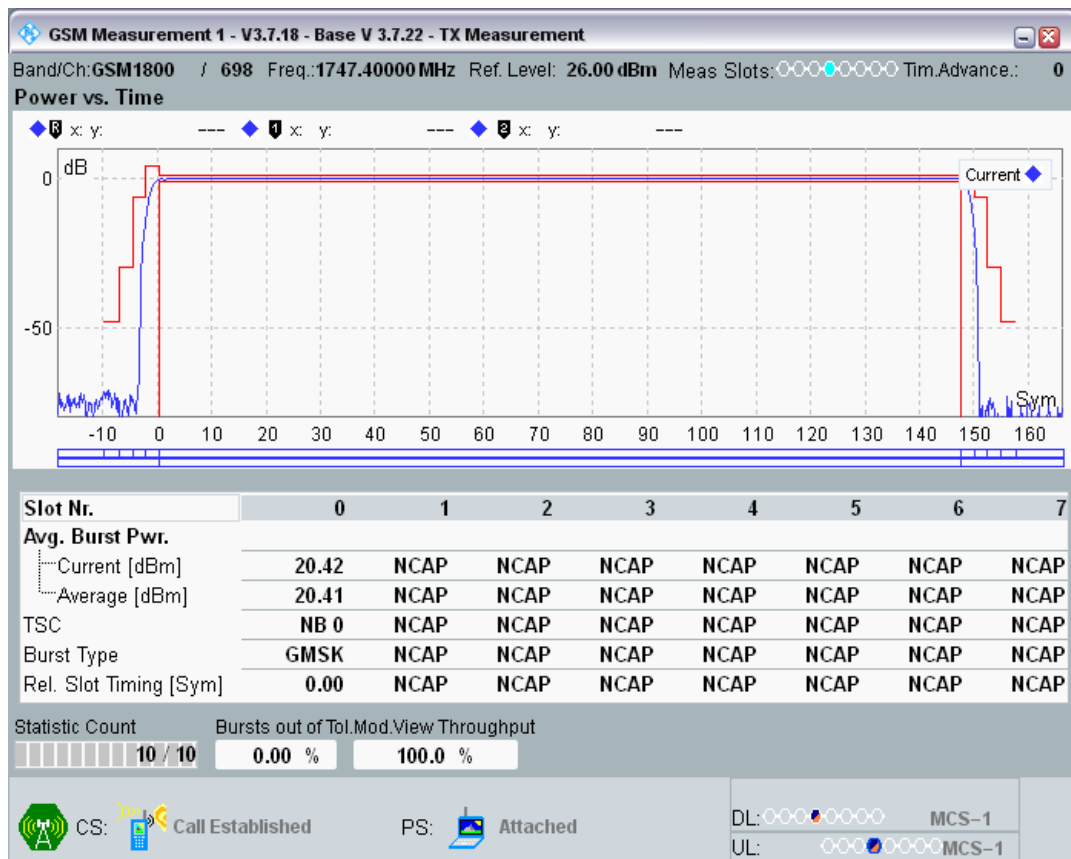 GSM Measurement 1 - V3.7.18 - Base V 3.7.22 - TX Measurement
Band/Ch:GSM1800 / 698 Freq.:1747.40000 MHz Ref. Level: 26.00 dBm Meas Slots: Tim.Advance.: 0
Power vs. Time
R x: y: --- 1 x: y: --- 2 x: y: ---
dB
Current
0
-50
Sym
-10 0 10 20 30 40 50 60 70 80 90 100 110 120 130 140 150 160
Slot Nr. 0 1 2 3 4 5 6 7
Avg. Burst Pwr.
Current [dBm] 20.42 NCAP NCAP NCAP NCAP NCAP NCAP NCAP
Average [dBm] 20.41 NCAP NCAP NCAP NCAP NCAP NCAP NCAP
TSC NB 0 NCAP NCAP NCAP NCAP NCAP NCAP NCAP
Burst Type GMSK NCAP NCAP NCAP NCAP NCAP NCAP NCAP
Rel. Slot Timing [Sym] 0.00 NCAP NCAP NCAP NCAP NCAP NCAP NCAP
Statistic Count Bursts out of Tol.Mod.View Throughput
10 / 10 0.00 % 100.0 %
CS: Call Established PS: Attached
DL: MCS-1
UL: MCS-1